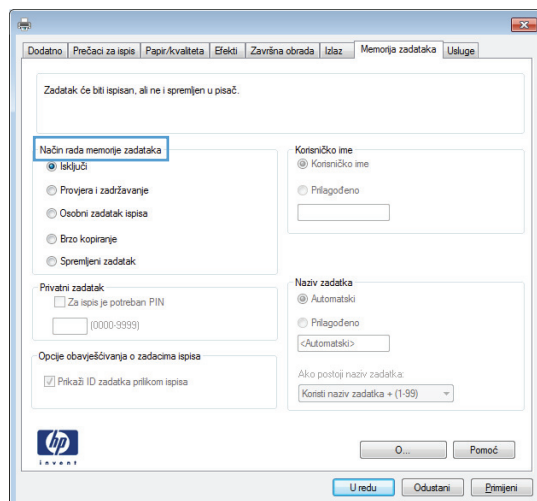 Dodatno Prečaci za ispis Papir/kvaliteta Efekti Završna obrada Izlaz Memorija zadataka Usluge
Zadatak će biti ispisan, ali ne i spremljen u pisač.
Način rada memorije zadataka
Isključi
Provjera i zadržavanje
Osobni zadatak ispisa
Brzo kopiranje
Spremljeni zadatak
Korisničko ime
Korisničko ime
Prilagođeno
Privatni zadatak
Za ispis je potreban PIN
(0000-9999)
Naziv zadatka
Automatski
Prilagođeno
<Automatski>
Ako postoji naziv zadatka:
Koristi naziv zadatka + (1-99)
Opcije obavješćivanja o zadacima ispisa
Prikaži ID zadatka prilikom ispisa
hp
invent
O... Pomoć
U redu Odustani Primijeni